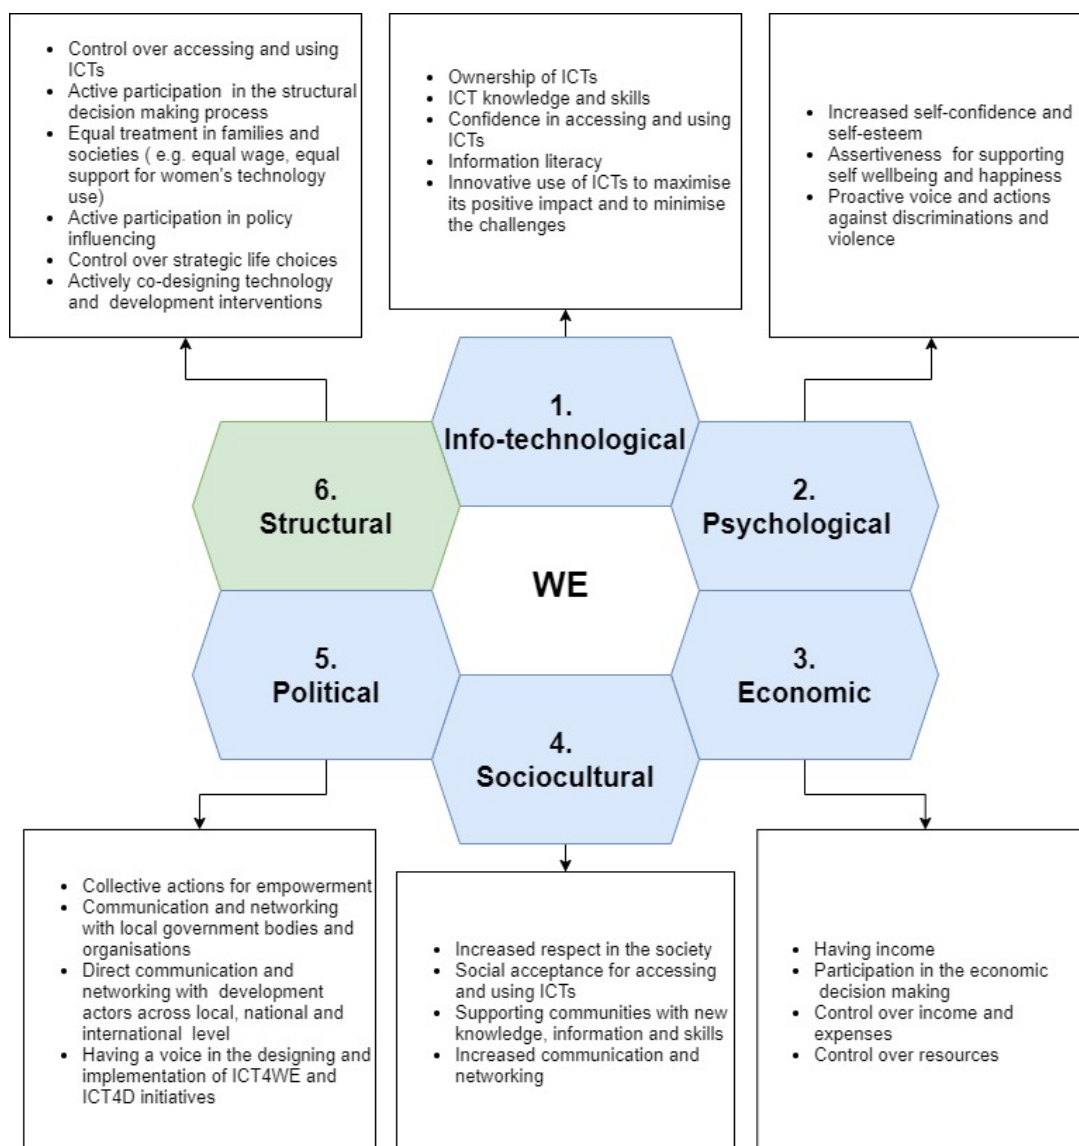 • Control over accessing and using
ICTs
• Active participation in the structural
decision making process
• Equal treatment in families and
societies ( e.g. equal wage, equal
support for women's technology
use)
• Active participation in policy
influencing
• Control over strategic life choices
• Actively co-designing technology
and development interventions
• Ownership of ICTs
• ICT knowledge and skills
• Confidence in accessing and using
ICTs
• Information literacy
• Innovative use of ICTs to maximise
its positive impact and to minimise
the challenges
• Increased self-confidence and
self-esteem
• Assertiveness for supporting
self wellbeing and happiness
• Proactive voice and actions
against discriminations and
violence
1.
Info-technological
6.
Structural
2.
Psychological
WE
5.
Political
3.
Economic
4.
Sociocultural
• Collective actions for empowerment
• Communication and networking
with local government bodies and
organisations
• Direct communication and
networking with development
actors across local, national and
international level
• Having a voice in the designing and
implementation of ICT4WE and
ICT4D initiatives
• Increased respect in the society
• Social acceptance for accessing
and using ICTs
• Supporting communities with new
knowledge, information and skills
• Increased communication and
networking
• Having income
• Participation in the economic
decision making
• Control over income and
expenses
• Control over resources